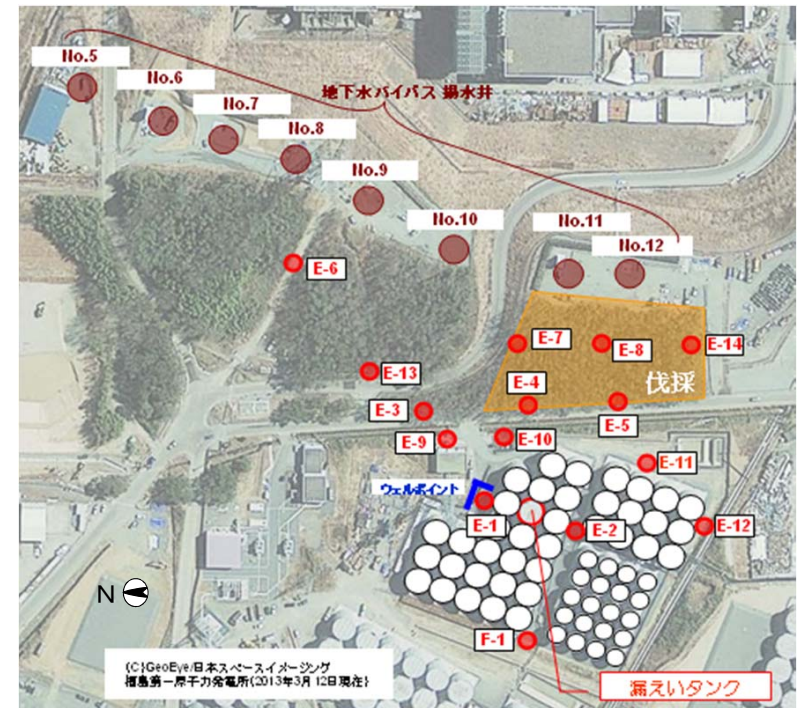 No.5
No.6
No.7
地下水バイパス 揚水井
No.8
No.9
No.10
No.11
No.12
E-6
E-7
E-8
E-14
E-13
伐採
E-4
E-3
E-5
E-9
E-10
E-11
ウェルポイント
E-1
E-2
E-12
N
F-1
(C)GeoEye/日本スペースイメージング
福島第一原子力発電所(2013年3月12日現在)
漏えいタンク